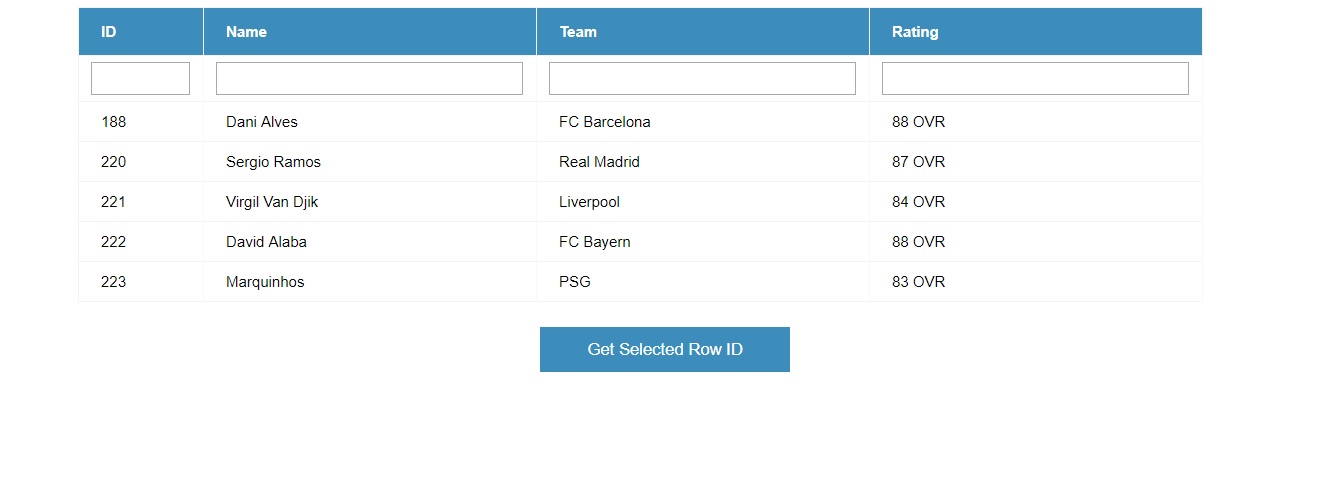 ID Name Team Rating
188 Dani Alves FC Barcelona 88 OVR
220 Sergio Ramos Real Madrid 87 OVR
221 Virgil Van Djik Liverpool 84 OVR
222 David Alaba FC Bayern 88 OVR
223 Marquinhos PSG 83 OVR
Get Selected Row ID